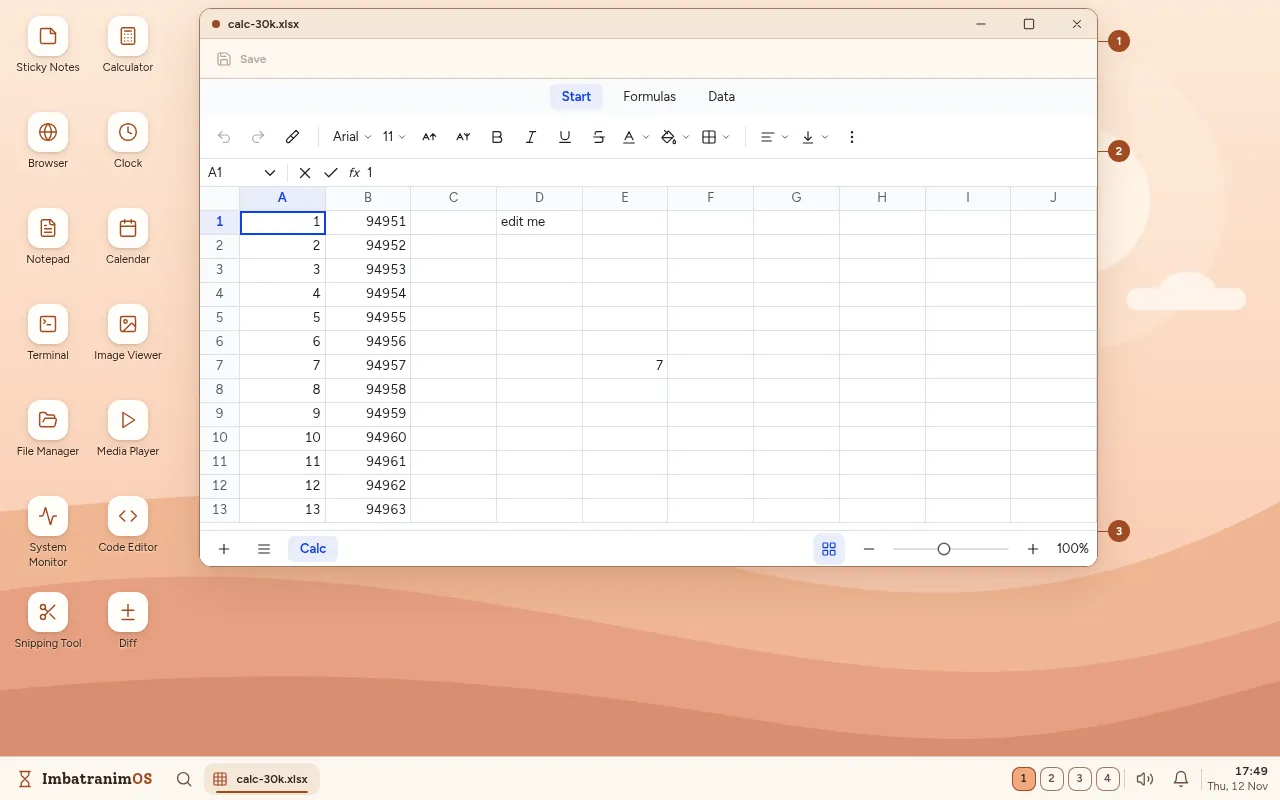 calc-30k.xlsx
Save
Start Formulas Data
Arial 11
A1 fx 1
A B C D E F G H I J
1 1 94951 edit me
2 2 94952
3 3 94953
4 4 94954
5 5 94955
6 6 94956
7 7 94957 7
8 8 94958
9 9 94959
10 10 94960
11 11 94961
12 12 94962
13 13 94963
Calc 100%
1
2
3
Sticky Notes Calculator
Browser Clock
Notepad Calendar
Terminal Image Viewer
File Manager Media Player
System Code Editor
Monitor
Snipping Tool Diff
ImbatranimOS calc-30k.xlsx 1 2 3 4 17:49
Thu, 12 Nov